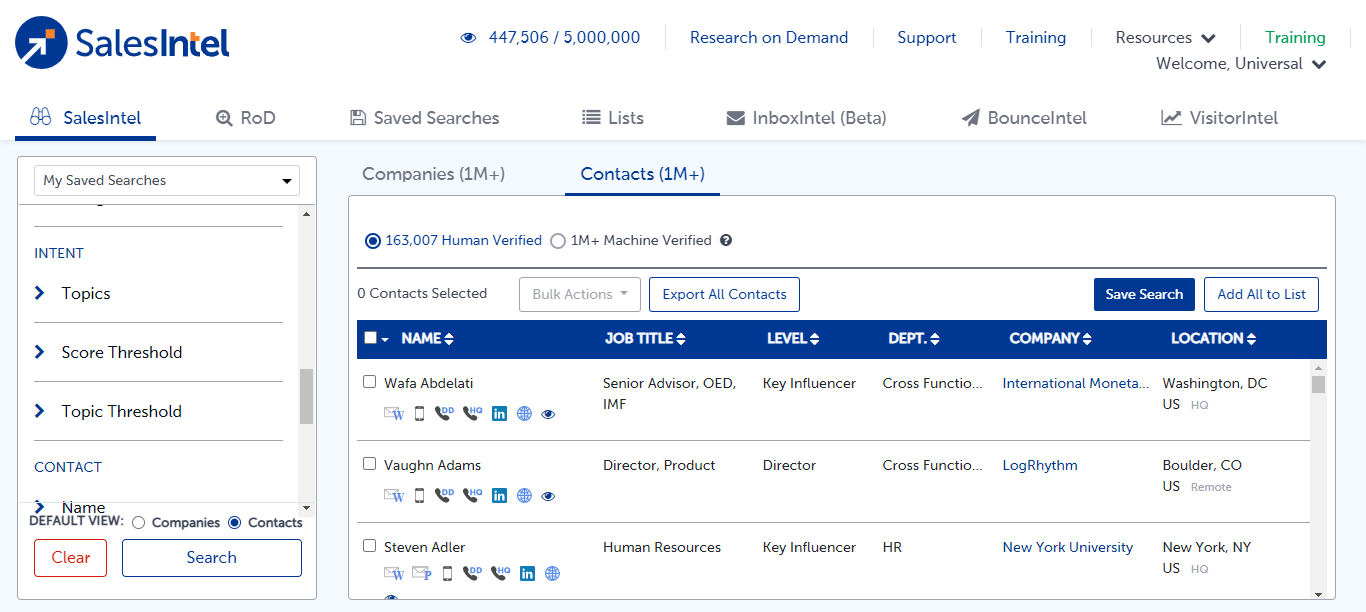 SalesIntel
447,506 / 5,000,000
Research on Demand
Support
Training
Resources
Training
Welcome, Universal
SalesIntel
RoD
Saved Searches
Lists
InboxIntel (Beta)
BounceIntel
VisitorIntel
My Saved Searches
INTENT
Topics
Score Threshold
Topic Threshold
CONTACT
Name
DEFAULT VIEW: Companies Contacts
Clear
Search
Companies (1M+)
Contacts (1M+)
163,007 Human Verified 1M+ Machine Verified ?
0 Contacts Selected
Bulk Actions
Export All Contacts
Save Search
Add All to List
NAME JOB TITLE LEVEL DEPT. COMPANY LOCATION
Wafa Abdelati Senior Advisor, OED, Key Influencer Cross Functio... International Moneta... Washington, DC
IMF US HQ
W DD HQ in
Vaughn Adams Director, Product Director Cross Functio... LogRhythm Boulder, CO
US Remote
W DD HQ in
Steven Adler Human Resources Key Influencer HR New York University New York, NY
US HQ
W P DD HQ in